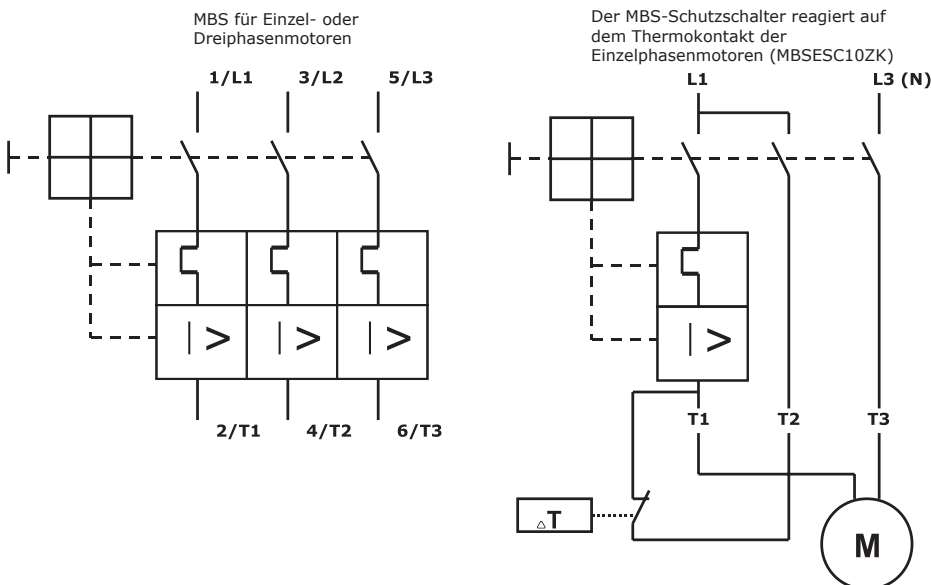 MBS für Einzel- oder
Dreiphasenmotoren
1/L1 3/L2 5/L3
| > | > | >
2/T1 4/T2 6/T3
Der MBS-Schutzschalter reagiert auf
dem Thermokontakt der
Einzelphasenmotoren (MBSESC10ZK)
L1 L3 (N)
| >
T1 T2 T3
△T
M